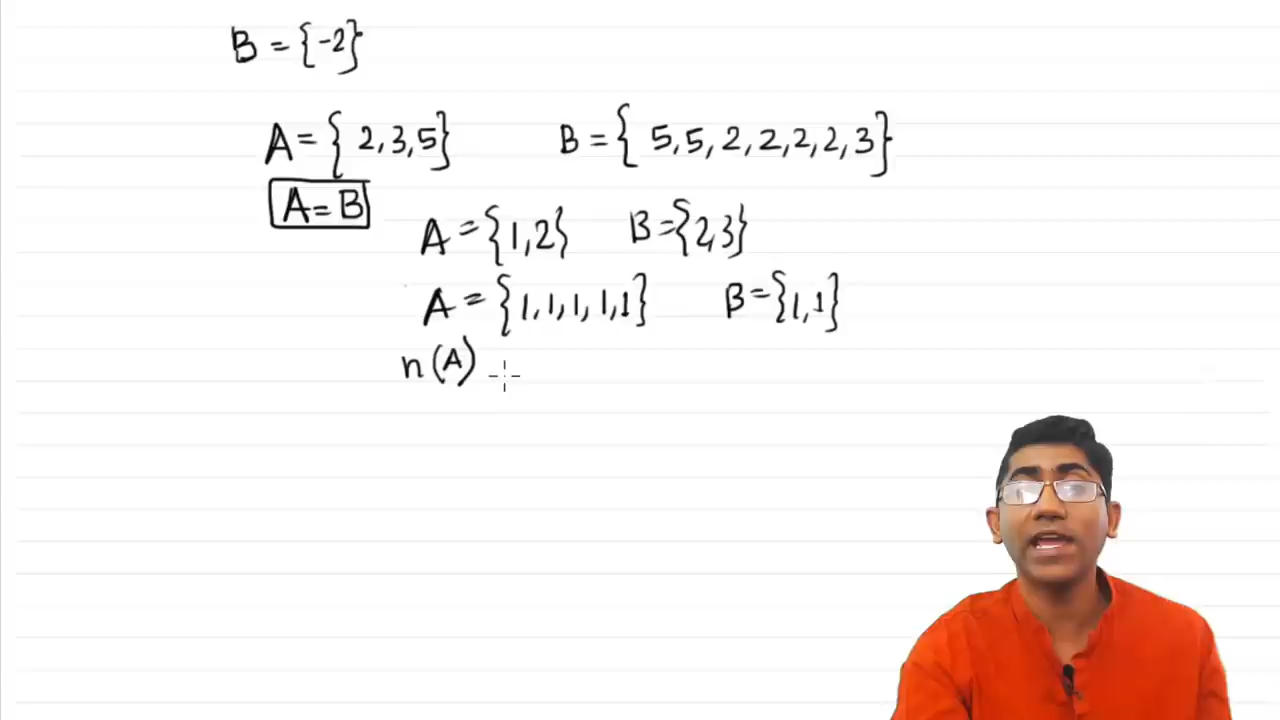 B = {-2}
A = { 2,3,5} B = { 5,5,2,2,2,2,3}
A=B
A = {1,2} B={2,3}
A = {1,1,1,1,1} B={1,1}
n(A)